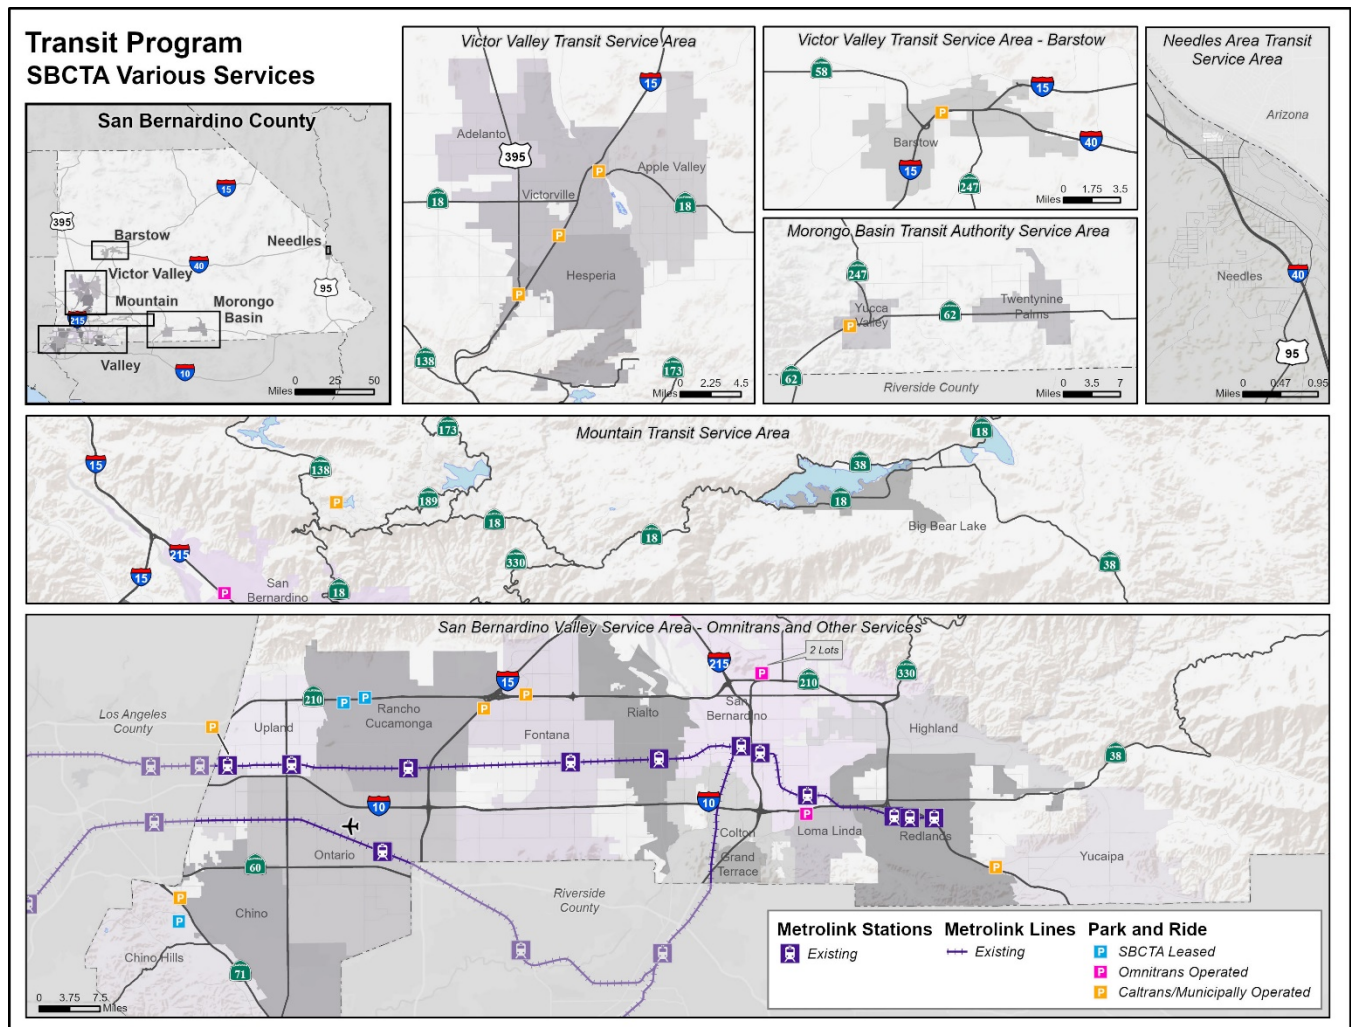 Transit Program
SBCTA Various Services
San Bernardino County
15
395
Barstow
Needles
40
Victor Valley
95
Mountain
Morongo
Basin
215
Valley
10
0 25 50
Miles
Victor Valley Transit Service Area
15
Adelanto
395
Apple Valley
Victorville
18
18
P
P
Hesperia
P
138
173
0 2.25 4.5
Miles
Victor Valley Transit Service Area - Barstow
58
15
P
Barstow
40
15
247
0 1.75 3.5
Miles
Morongo Basin Transit Authority Service Area
247
Yucca
Valley
62
Twentynine
Palms
P
62
Riverside County
0 3.5 7
Miles
Needles Area Transit
Service Area
Arizona
Needles
40
95
0 0.47 0.95
Miles
Mountain Transit Service Area
173
18
15
138
38
P
189
18
18
18
Big Bear Lake
215
330
38
15
San
Bernardino
P
18
San Bernardino Valley Service Area - Omnitrans and Other Services
2 Lots
215
P
210
330
15
210
P
P
P
P
Rancho
Cucamonga
San
Bernardino
Los Angeles
County
P
Upland
Rialto
Highland
Fontana
38
10
10
P
Loma Linda
Colton
Redlands
Ontario
Grand
Terrace
Yucaipa
60
P
P
Riverside
County
P
Chino
Chino Hills
71
0 3.75 7.5
Miles
Metrolink Stations
Existing
Metrolink Lines
Existing
Park and Ride
P SBCTA Leased
P Omnitrans Operated
P Caltrans/Municipally Operated